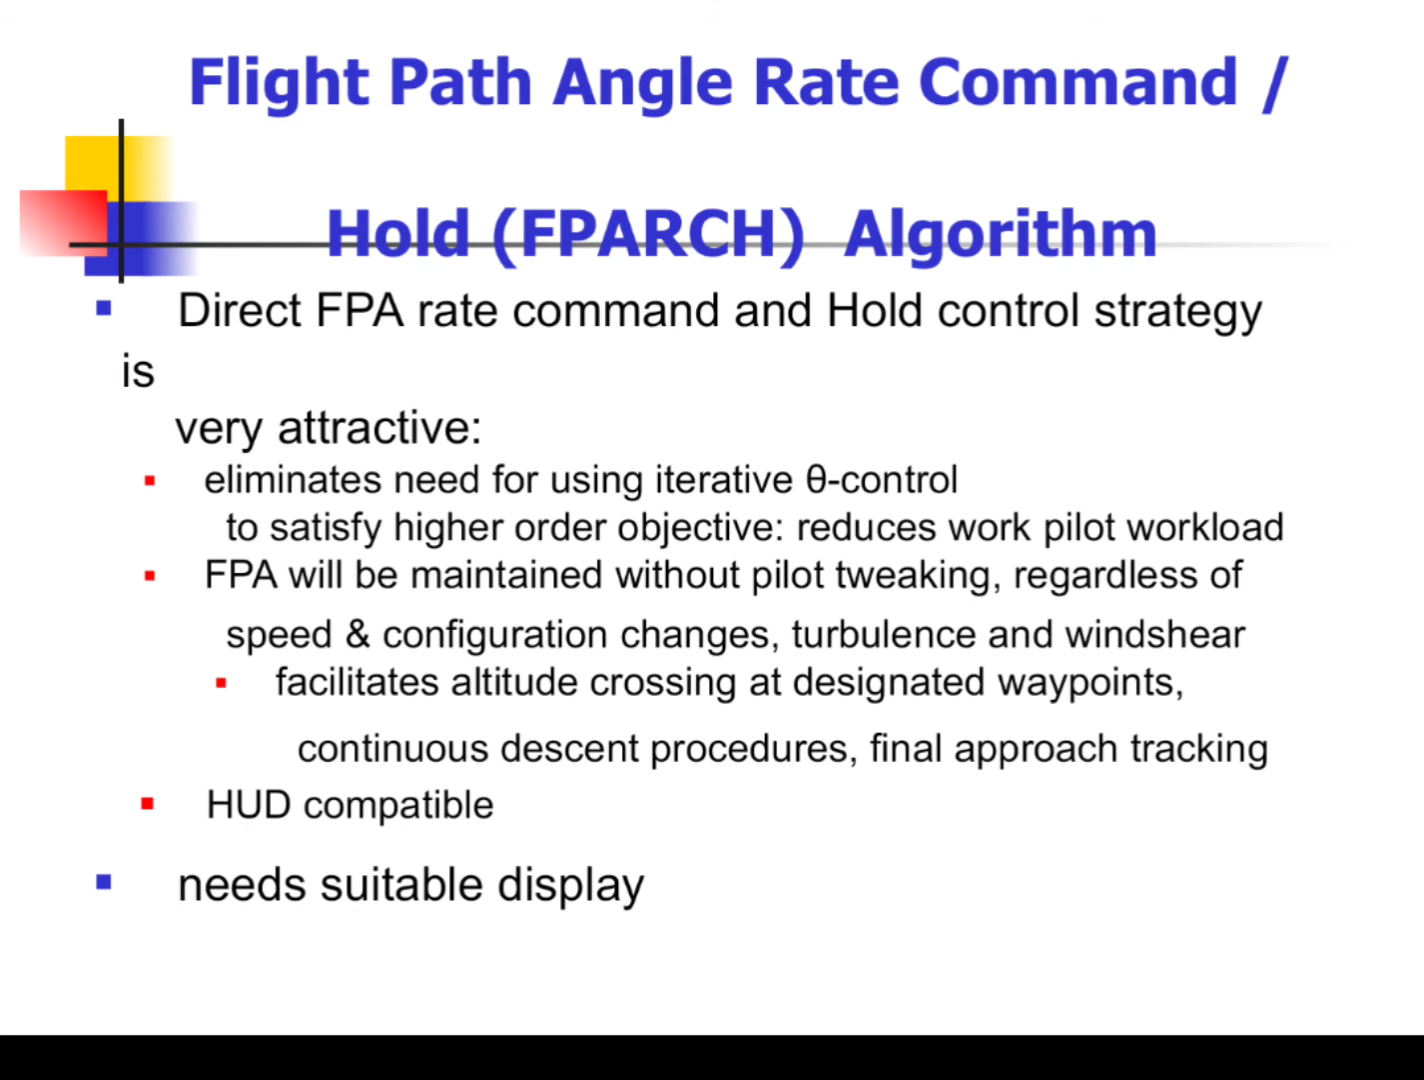 Flight Path Angle Rate Command /
Hold (FPARCH) Algorithm
Direct FPA rate command and Hold control strategy
is
very attractive:
eliminates need for using iterative θ-control
to satisfy higher order objective: reduces work pilot workload
FPA will be maintained without pilot tweaking, regardless of
speed & configuration changes, turbulence and windshear
facilitates altitude crossing at designated waypoints,
continuous descent procedures, final approach tracking
HUD compatible
needs suitable display